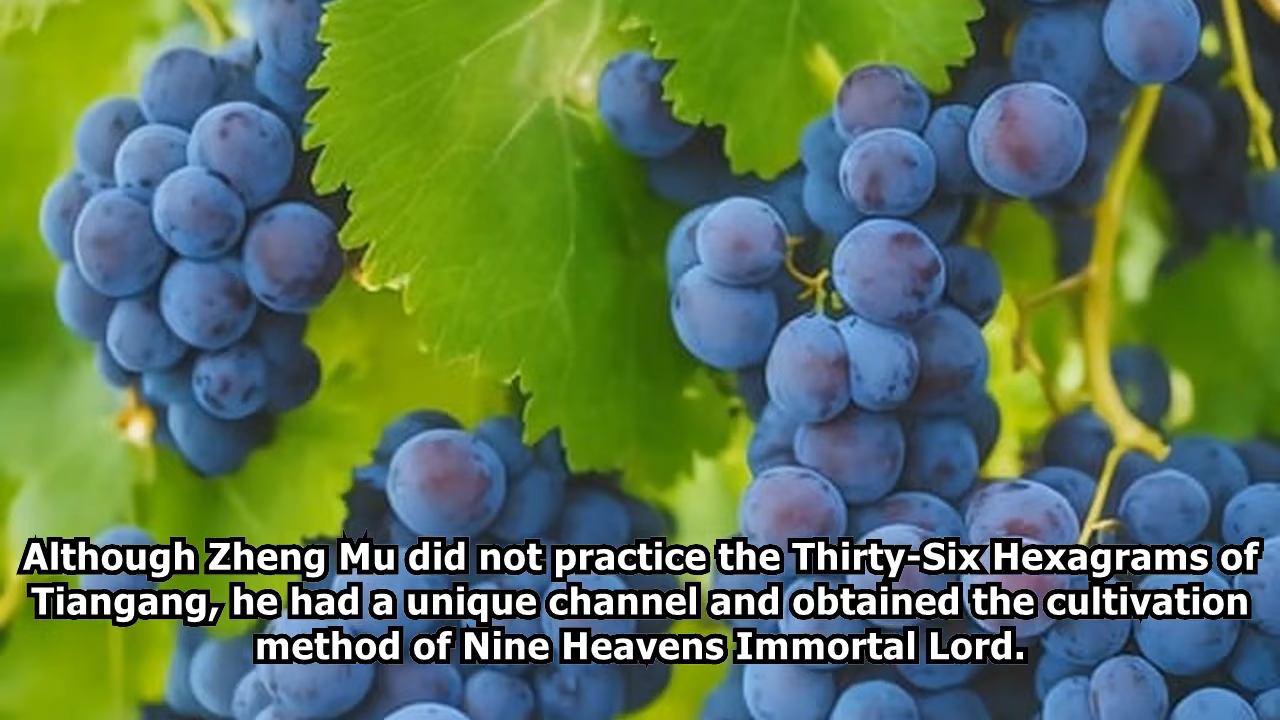 Although Zheng Mu did not practice the Thirty-Six Hexagrams of
Tiangang, he had a unique channel and obtained the cultivation
method of Nine Heavens Immortal Lord.